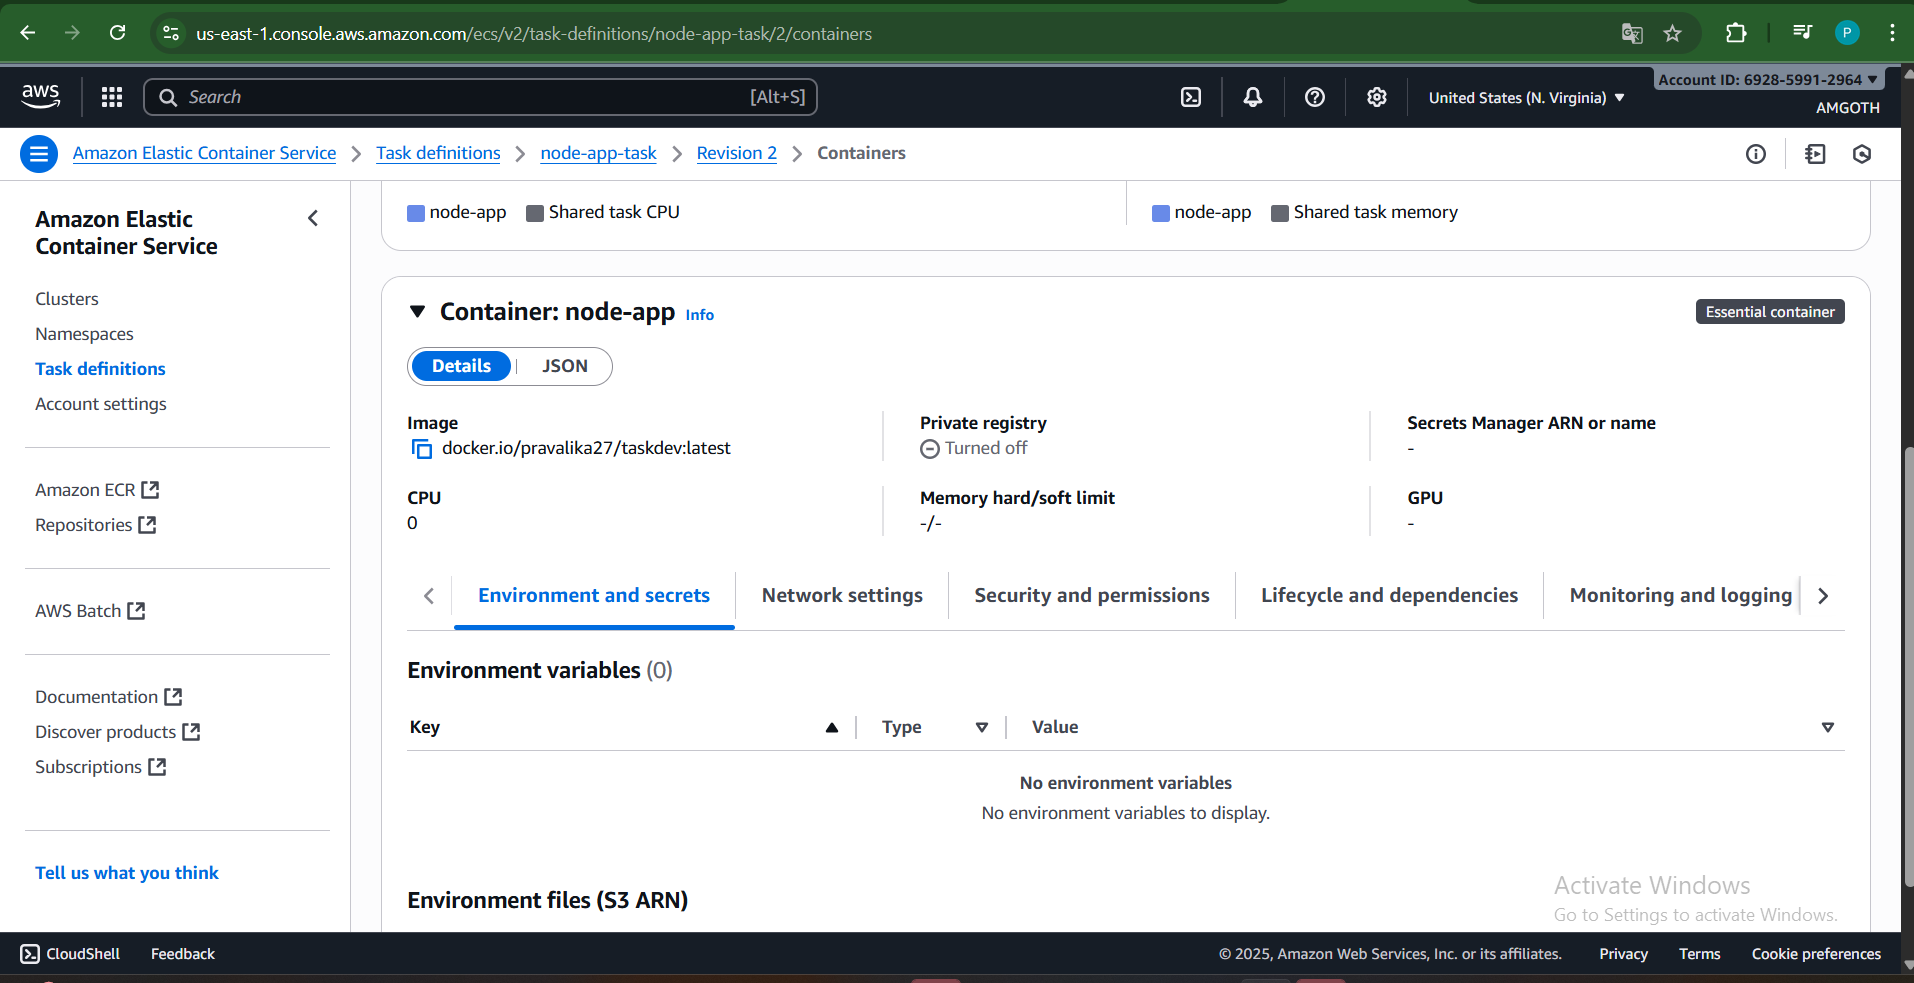 us-east-1.console.aws.amazon.com/ecs/v2/task-definitions/node-app-task/2/containers
P
aws
Search
[Alt+S]
United States (N. Virginia)
Account ID: 6928-5991-2964
AMGOTH
Amazon Elastic Container Service
Task definitions
node-app-task
Revision 2
Containers
Amazon Elastic
Container Service
Clusters
Namespaces
Task definitions
Account settings
Amazon ECR
Repositories
AWS Batch
Documentation
Discover products
Subscriptions
Tell us what you think
node-app
Shared task CPU
node-app
Shared task memory
Container: node-app Info
Essential container
Details
JSON
Image
docker.io/pravalika27/taskdev:latest
Private registry
Turned off
Secrets Manager ARN or name
-
CPU
0
Memory hard/soft limit
-/-
GPU
-
Environment and secrets
Network settings
Security and permissions
Lifecycle and dependencies
Monitoring and logging
Environment variables (0)
Key
Type
Value
No environment variables
No environment variables to display.
Environment files (S3 ARN)
Activate Windows
Go to Settings to activate Windows.
CloudShell
Feedback
© 2025, Amazon Web Services, Inc. or its affiliates.
Privacy
Terms
Cookie preferences